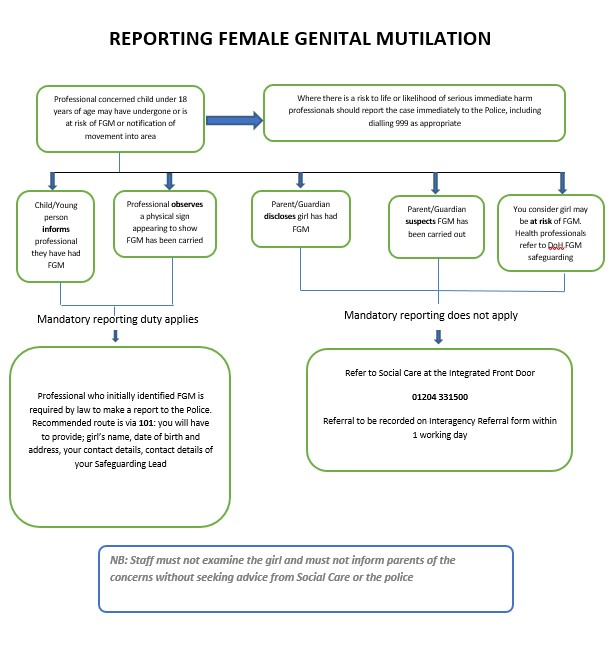 REPORTING FEMALE GENITAL MUTILATION
Professional concerned child under 18
years of age may have undergone or is
at risk of FGM or notification of
movement into area
Where there is a risk to life or likelihood of serious immediate harm
professionals should report the case immediately to the Police, including
dialling 999 as appropriate
Child/Young
person
informs
professional
they have had
FGM
Professional observes
a physical sign
appearing to show
FGM has been carried
Parent/Guardian
discloses girl has had
FGM
Parent/Guardian
suspects FGM has
been carried out
You consider girl may
be at risk of FGM.
Health professionals
refer to DoH FGM
safeguarding
Mandatory reporting duty applies
Mandatory reporting does not apply
Professional who initially identified FGM is
required by law to make a report to the Police.
Recommended route is via 101: you will have
to provide; girl's name, date of birth and
address, your contact details, contact details of
your Safeguarding Lead
Refer to Social Care at the Integrated Front Door
01204 331500
Referral to be recorded on Interagency Referral form within
1 working day
NB: Staff must not examine the girl and must not inform parents of the
concerns without seeking advice from Social Care or the police